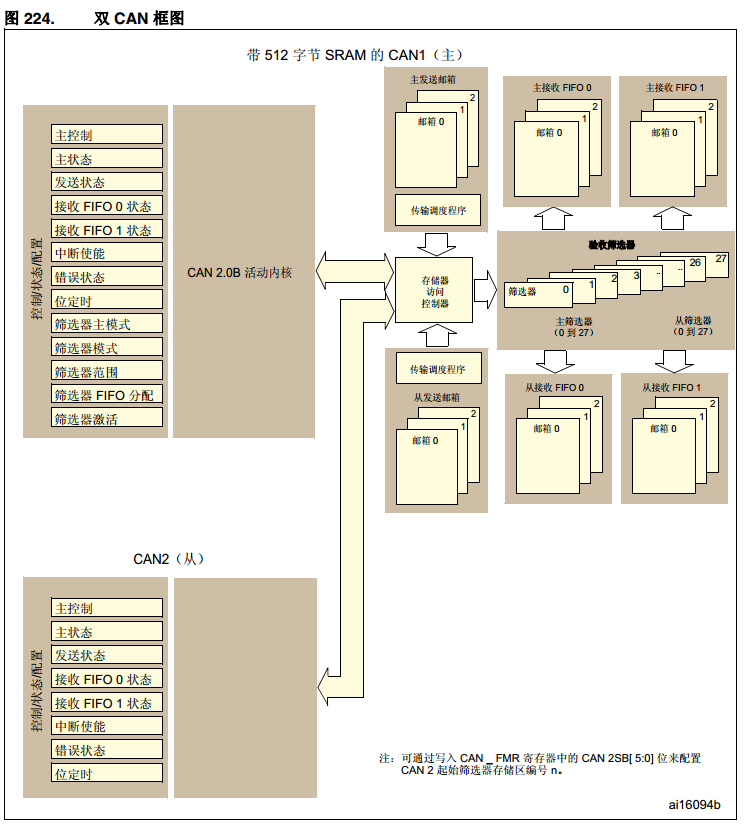 图 224. 双 CAN 框图
带 512 字节 SRAM 的 CAN1（主）
控制/状态/配置
主控制
主状态
发送状态
接收 FIFO 0 状态
接收 FIFO 1 状态
中断使能
错误状态
位定时
筛选器主模式
筛选器模式
筛选器范围
筛选器 FIFO 分配
筛选器激活
CAN 2.0B 活动内核
主发送邮箱
2
1
邮箱 0
传输调度程序
主接收 FIFO 0
2
1
邮箱 0
主接收 FIFO 1
2
1
邮箱 0
存储器
访问
控制器
验收筛选器
筛选器 0 1 2 3 .. .. 26 27
主筛选器
（0 到 27）
从筛选器
（0 到 27）
传输调度程序
从发送邮箱
2
1
邮箱 0
从接收 FIFO 0
2
1
邮箱 0
从接收 FIFO 1
2
1
邮箱 0
CAN2（从）
控制/状态/配置
主控制
主状态
发送状态
接收 FIFO 0 状态
接收 FIFO 1 状态
中断使能
错误状态
位定时
注: 可通过写入 CAN _ FMR 寄存器中的 CAN 2SB[ 5:0] 位来配置
CAN 2 起始筛选器存储区编号 n。
ai16094b